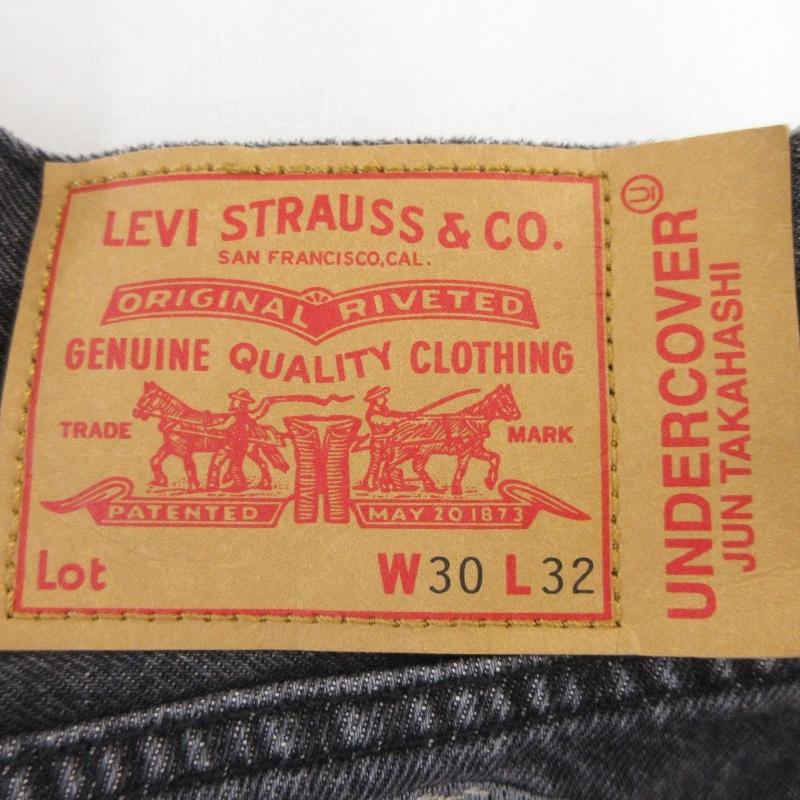 LEVI STRAUSS & CO.
SAN FRANCISCO, CAL.
ORIGINAL RIVETED
GENUINE QUALITY CLOTHING
TRADE MARK
PATENTED MAY 20 1873
Lot W30 L32
UNDERCOVER
JUN TAKAHASHI